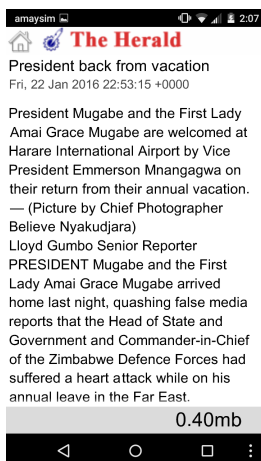 amaysim
2:07
The Herald
President back from vacation
Fri, 22 Jan 2016 22:53:15 +0000
President Mugabe and the First Lady
Amai Grace Mugabe are welcomed at
Harare International Airport by Vice
President Emmerson Mnangagwa on
their return from their annual vacation.
— (Picture by Chief Photographer
Believe Nyakudjara)
Lloyd Gumbo Senior Reporter
PRESIDENT Mugabe and the First
Lady Amai Grace Mugabe arrived
home last night, quashing false media
reports that the Head of State and
Government and Commander-in-Chief
of the Zimbabwe Defence Forces had
suffered a heart attack while on his
annual leave in the Far East.
0.40mb